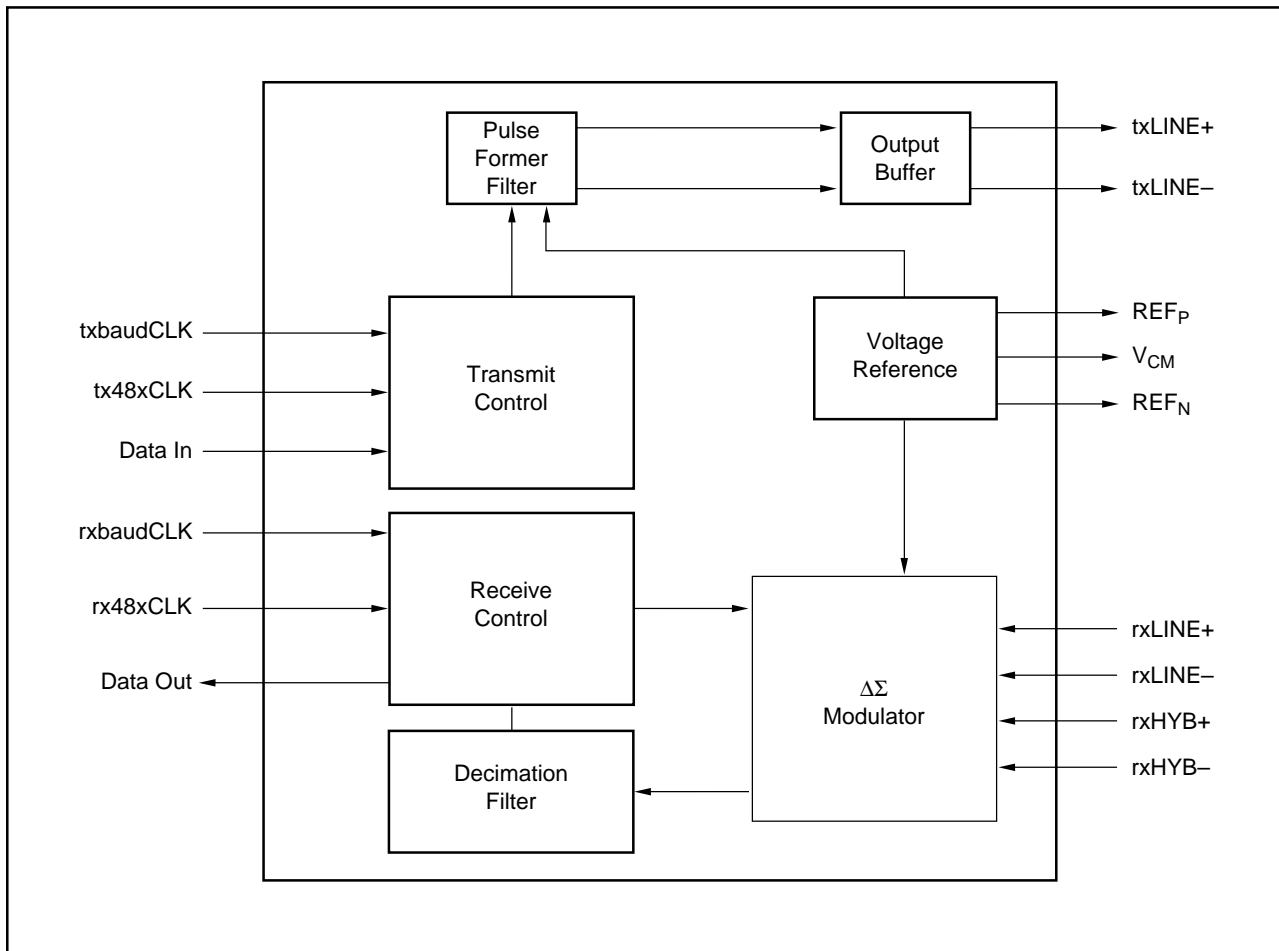 Pulse
Former
Filter
Output
Buffer
txLINE+
txLINE–
txbaudCLK
tx48xCLK
Data In
Transmit
Control
Voltage
Reference
REFP
VCM
REFN
rxbaudCLK
rx48xCLK
Data Out
Receive
Control
ΔΣ
Modulator
rxLINE+
rxLINE–
rxHYB+
rxHYB–
Decimation
Filter